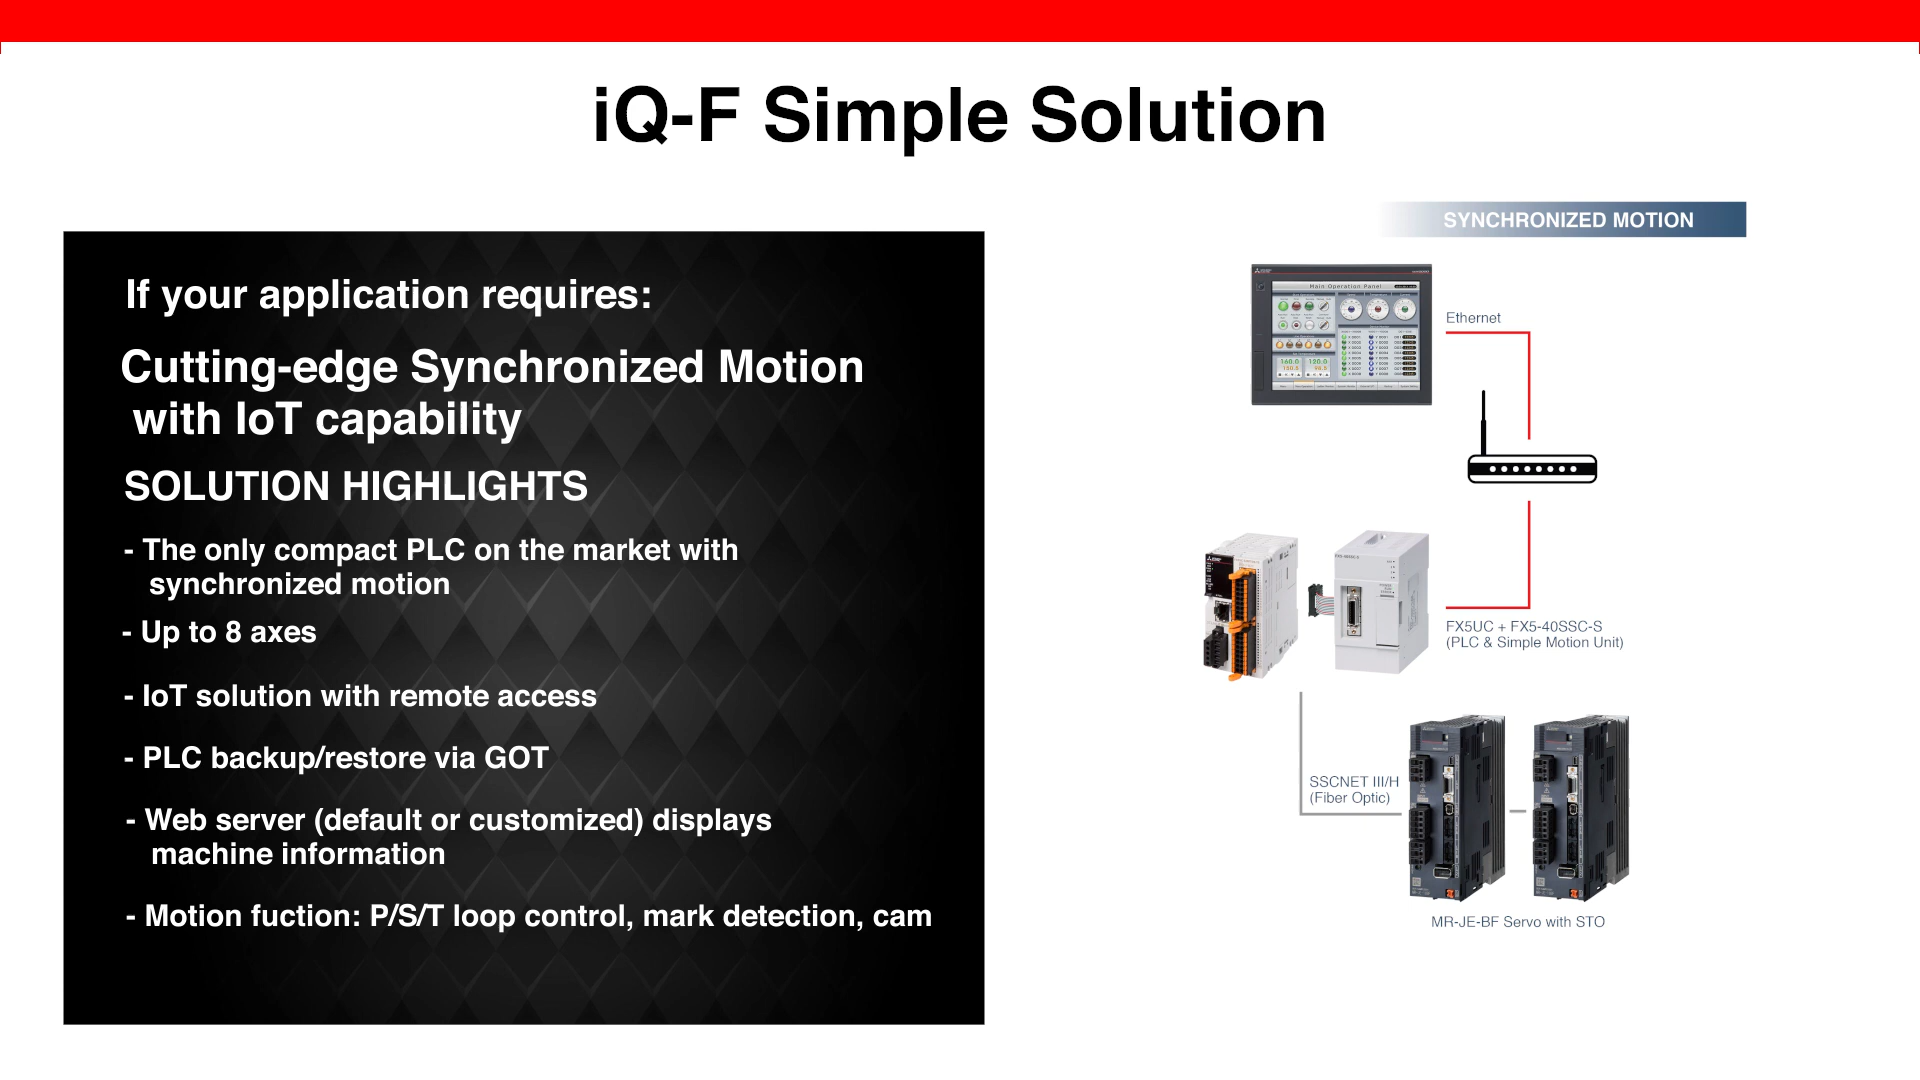 iQ-F Simple Solution
If your application requires:
Cutting-edge Synchronized Motion
with IoT capability
SOLUTION HIGHLIGHTS
- The only compact PLC on the market with
synchronized motion
- Up to 8 axes
- IoT solution with remote access
- PLC backup/restore via GOT
- Web server (default or customized) displays
machine information
- Motion fuction: P/S/T loop control, mark detection, cam
SYNCHRONIZED MOTION
Main Operation Panel
Ethernet
FX5UC + FX5-40SSC-S
(PLC & Simple Motion Unit)
SSCNET III/H
(Fiber Optic)
MR-JE-BF Servo with STO